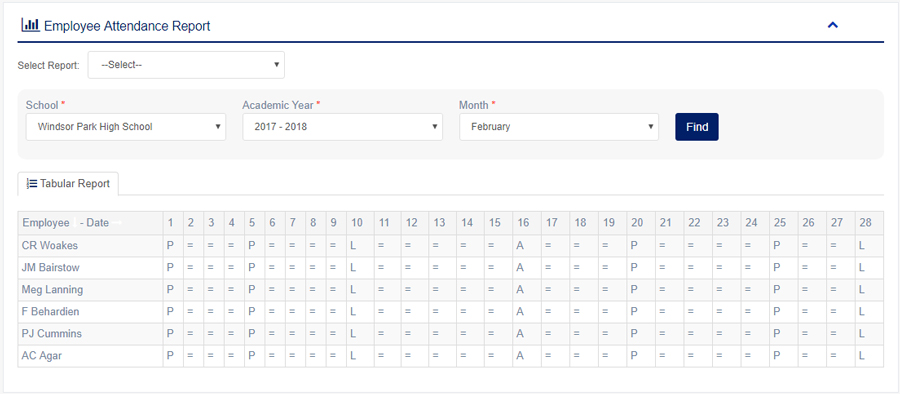 Employee Attendance Report
Select Report: --Select--
School * Academic Year * Month *
Windsor Park High School 2017 - 2018 February Find
Tabular Report
Employee - Date 1 2 3 4 5 6 7 8 9 10 11 12 13 14 15 16 17 18 19 20 21 22 23 24 25 26 27 28
CR Woakes P = = = P = = = = L = = = = = A = = = P = = = = P = = L
JM Bairstow P = = = P = = = = L = = = = = A = = = P = = = = P = = L
Meg Lanning P = = = P = = = = L = = = = = A = = = P = = = = P = = L
F Behardien P = = = P = = = = L = = = = = A = = = P = = = = P = = L
PJ Cummins P = = = P = = = = L = = = = = A = = = P = = = = P = = L
AC Agar P = = = P = = = = L = = = = = A = = = P = = = = P = = L